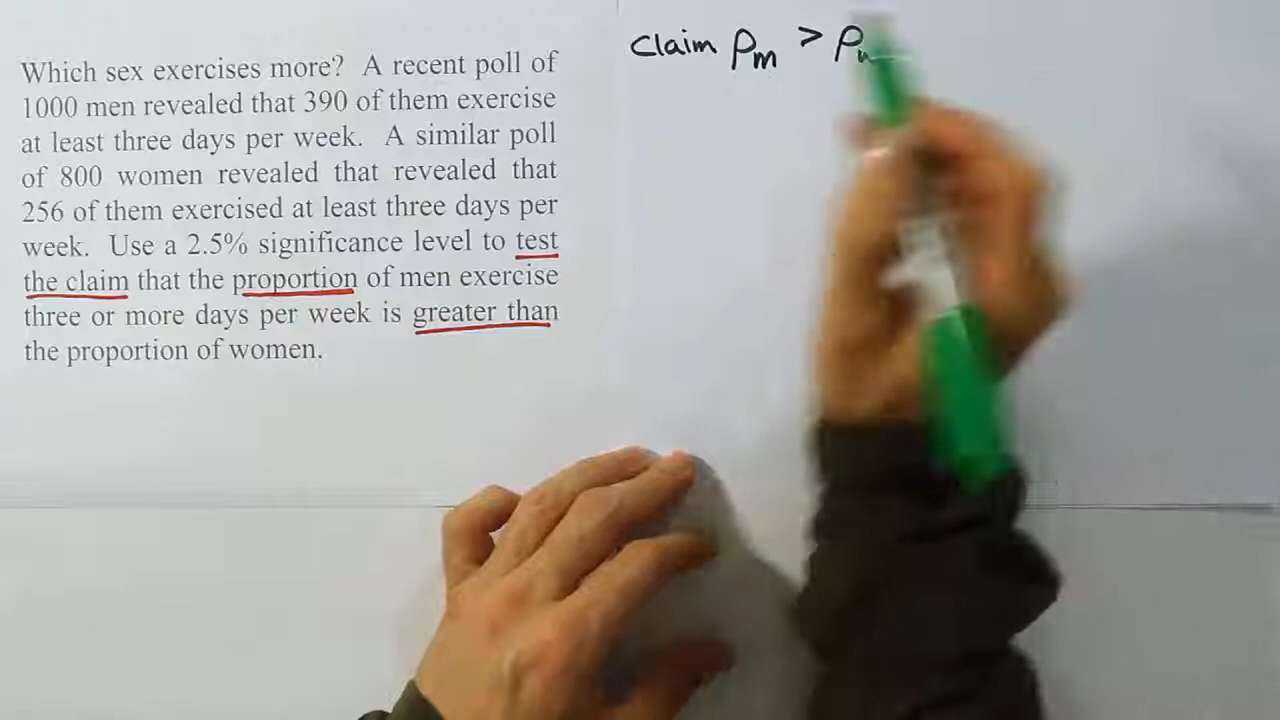 Which sex exercises more? A recent poll of
1000 men revealed that 390 of them exercise
at least three days per week. A similar poll
of 800 women revealed that revealed that
256 of them exercised at least three days per
week. Use a 2.5% significance level to test
the claim that the proportion of men exercise
three or more days per week is greater than
the proportion of women.
Claim Pm > P